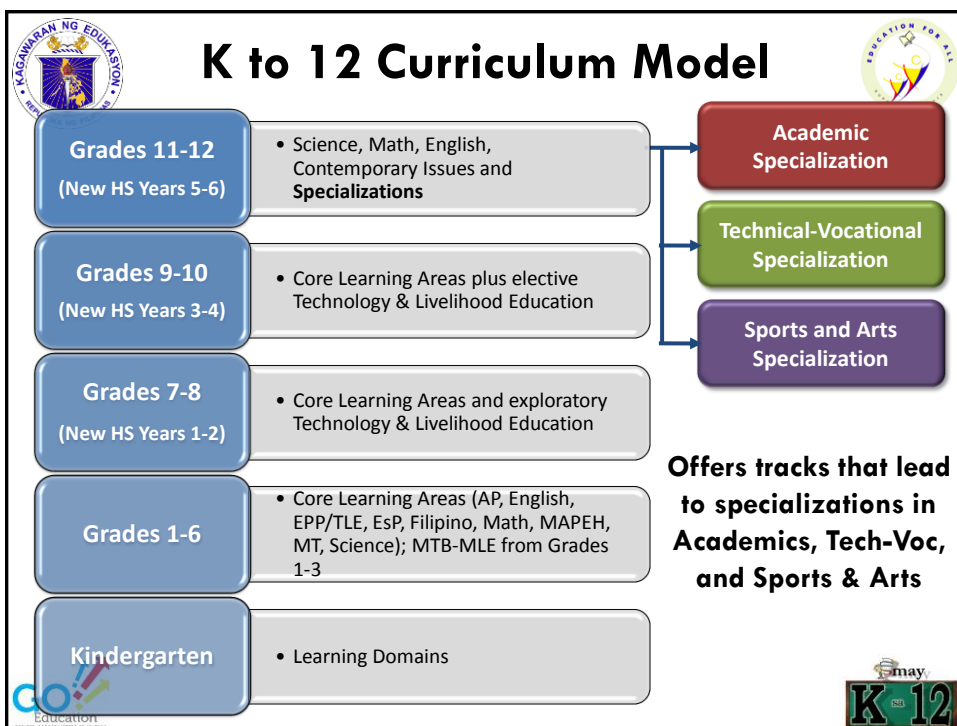 KAGAWARAN NG EDUKASYON
K to 12 Curriculum Model
EDUCATION FOR ALL
Grades 11-12
(New HS Years 5-6)
• Science, Math, English,
Contemporary Issues and
Specializations
Academic
Specialization
Technical-Vocational
Specialization
Sports and Arts
Specialization
Grades 9-10
(New HS Years 3-4)
• Core Learning Areas plus elective
Technology & Livelihood Education
Grades 7-8
(New HS Years 1-2)
• Core Learning Areas and exploratory
Technology & Livelihood Education
Grades 1-6
• Core Learning Areas (AP, English,
EPP/TLE, EsP, Filipino, Math, MAPEH,
MT, Science); MTB-MLE from Grades
1-3
Offers tracks that lead
to specializations in
Academics, Tech-Voc,
and Sports & Arts
Kindergarten
• Learning Domains
GO!
Education
may
K sa 12